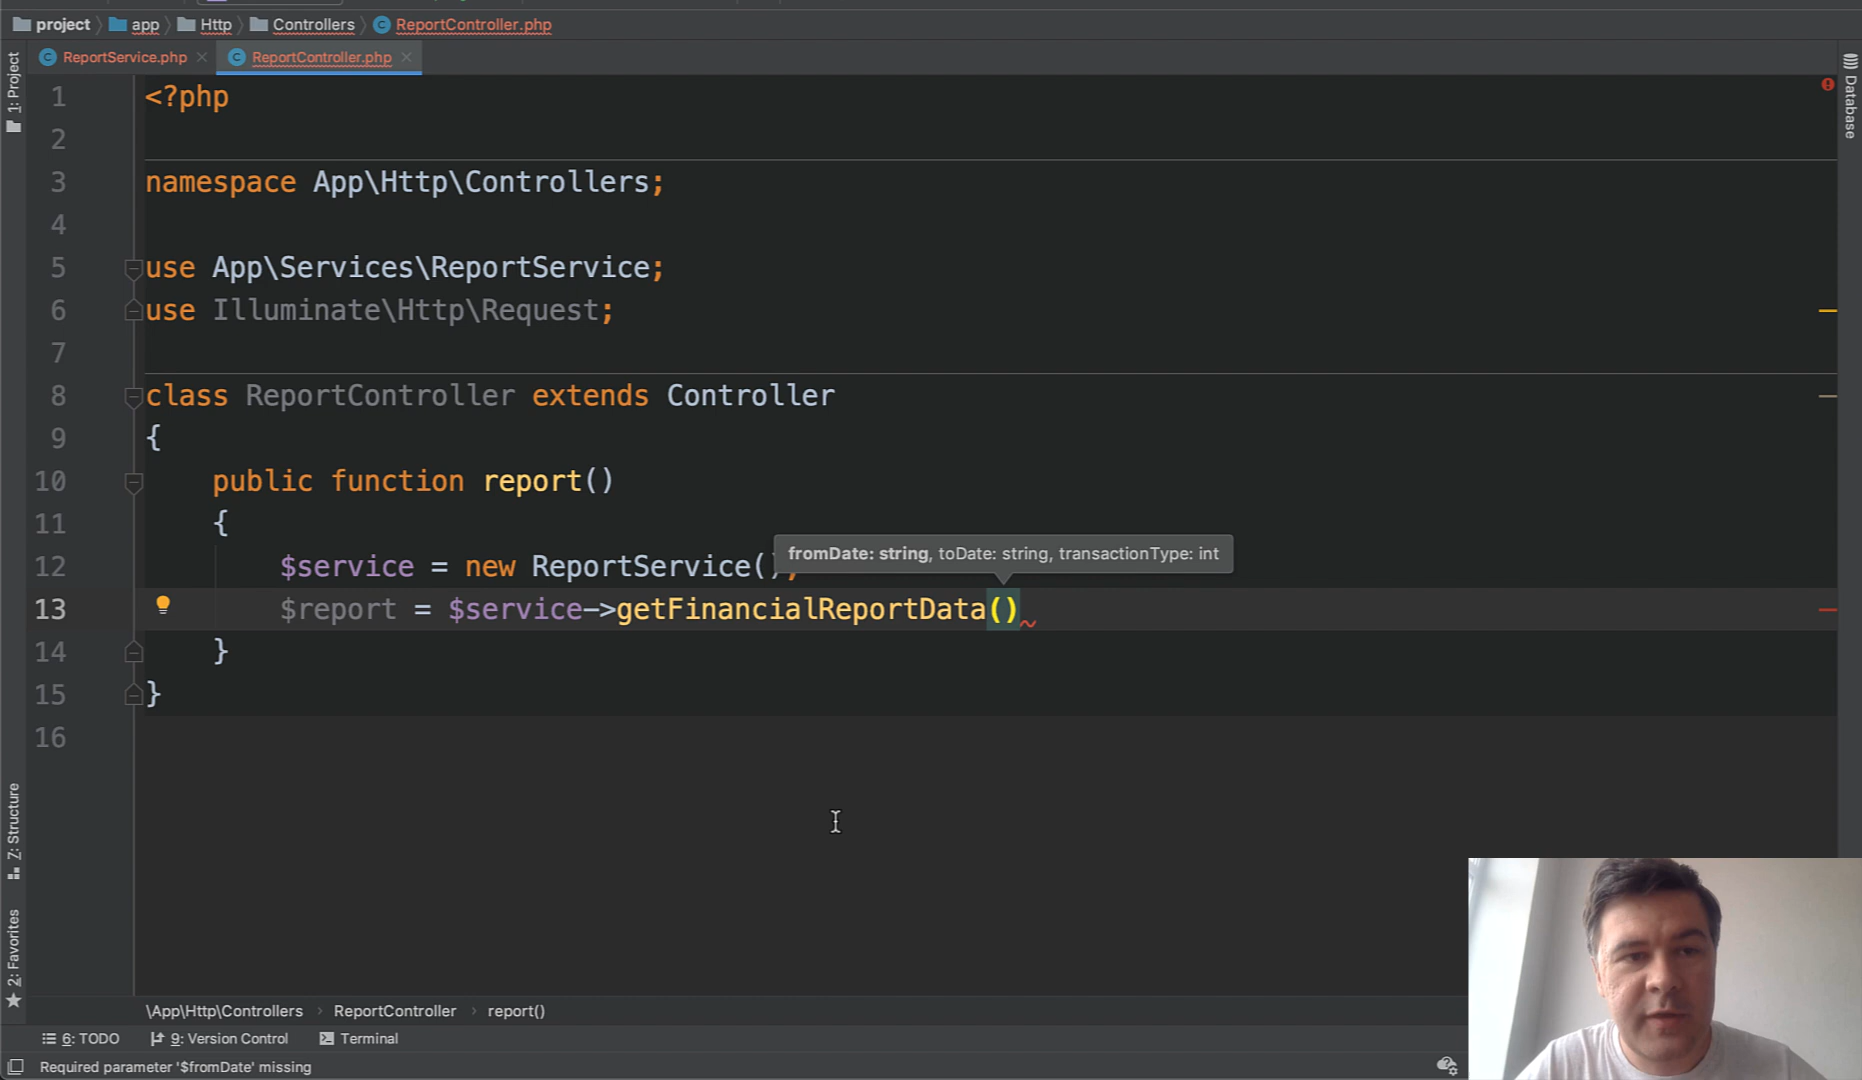 project app Http Controllers ReportController.php
ReportService.php ReportController.php
1: Project
Database
1 <?php
2
3 namespace App\Http\Controllers;
4
5 use App\Services\ReportService;
6 use Illuminate\Http\Request;
7
8 class ReportController extends Controller
9 {
10 public function report()
11 {
fromDate: string, toDate: string, transactionType: int
12 $service = new ReportService();
13 $report = $service->getFinancialReportData()
14 }
15 }
16
Z: Structure
2: Favorites
\App\Http\Controllers › ReportController › report()
6: TODO 9: Version Control Terminal
Required parameter '$fromDate' missing